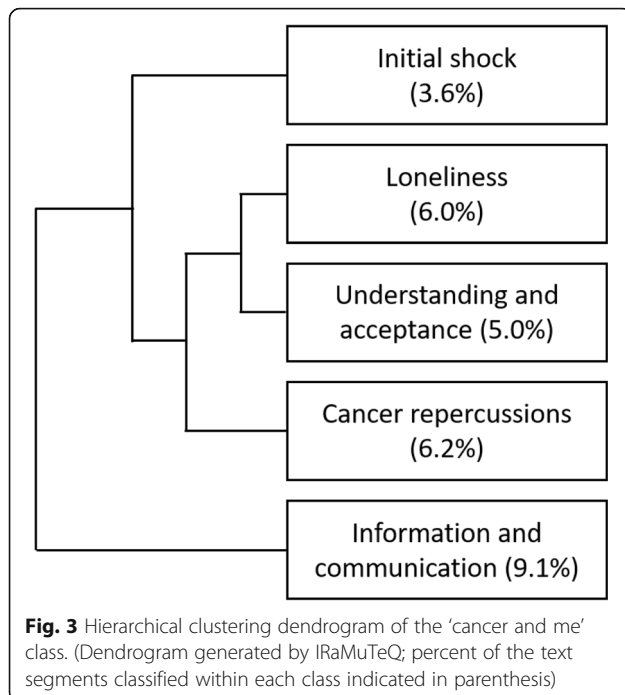 Initial shock
(3.6%)
Loneliness
(6.0%)
Understanding and
acceptance (5.0%)
Cancer repercussions
(6.2%)
Information and
communication (9.1%)
Fig. 3 Hierarchical clustering dendrogram of the ‘cancer and me’
class. (Dendrogram generated by IRaMuTeQ; percent of the text
segments classified within each class indicated in parenthesis)